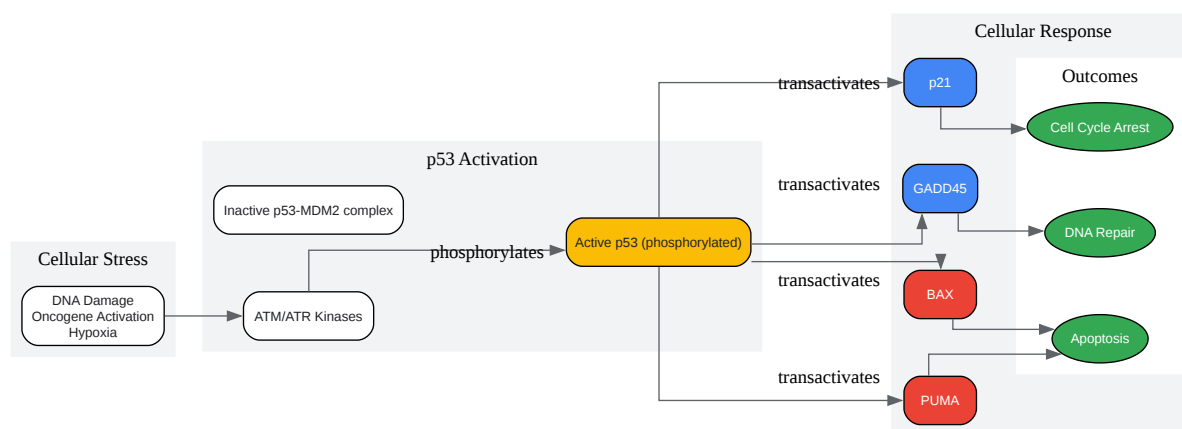 Cellular Stress
DNA Damage
Oncogene Activation
Hypoxia
p53 Activation
Inactive p53-MDM2 complex
ATM/ATR Kinases
phosphorylates
Active p53 (phosphorylated)
transactivates
transactivates
transactivates
transactivates
Cellular Response
p21
GADD45
BAX
PUMA
Outcomes
Cell Cycle Arrest
DNA Repair
Apoptosis